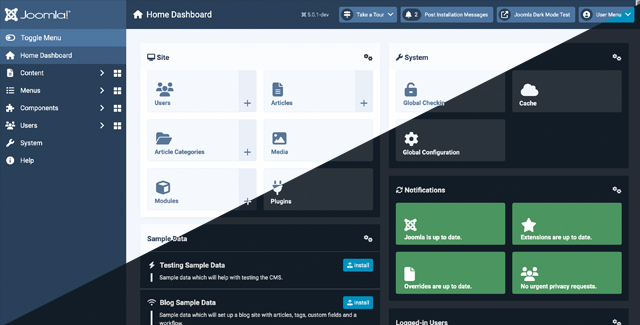 Joomla!
Home Dashboard
5.0.1-dev
Take a Tour
2
Post Installation Messages
Joomla Dark Mode Test
User Menu
Toggle Menu
Home Dashboard
Content
Menus
Components
Users
System
Help
Site
Users
Articles
Article Categories
Media
Modules
Plugins
System
Global Checkin
Cache
Global Configuration
Notifications
Joomla is up to date.
Extensions are up to date.
Overrides are up to date.
No urgent privacy requests.
Sample Data
Testing Sample Data
Install
Sample data which will help with testing the CMS.
Blog Sample Data
Install
Sample data which will set up a blog site with articles, tags, custom fields and a
workflow.
Logged-in Users